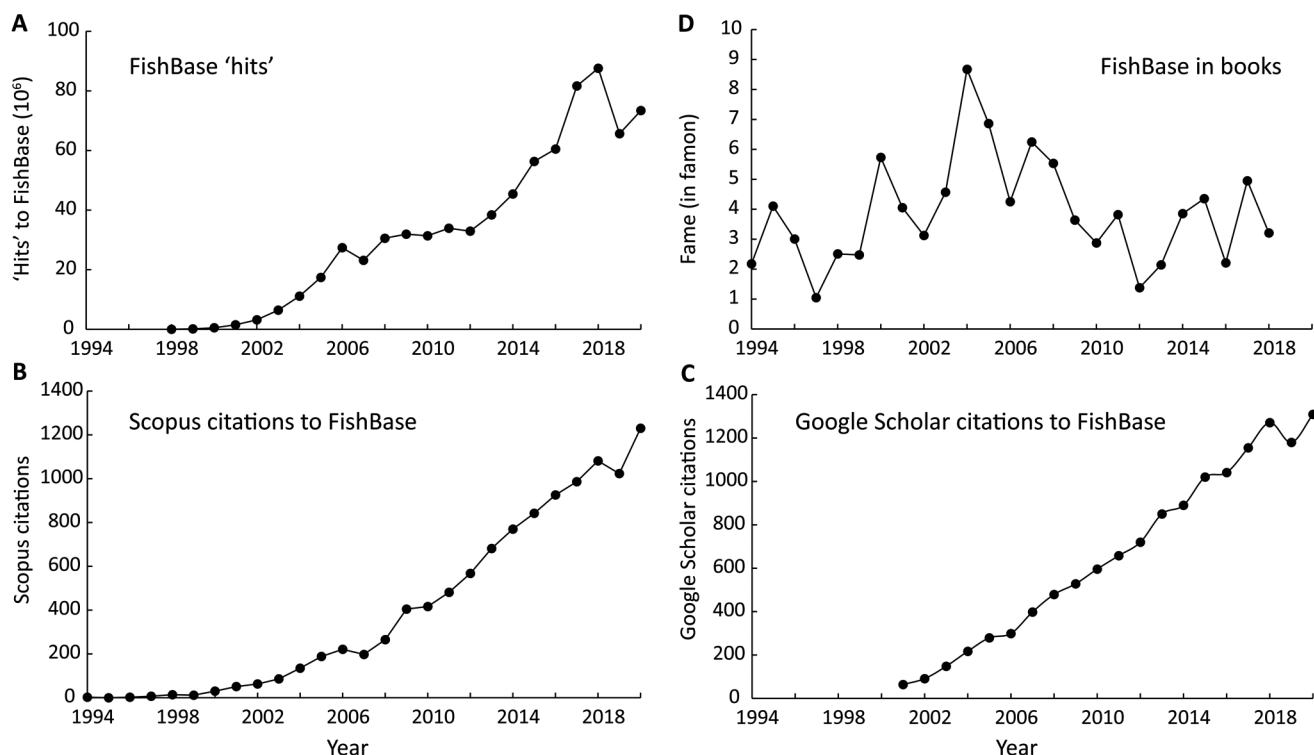 A
FishBase ‘hits’
‘Hits’ to FishBase (10⁶)
100
80
60
40
20
0
1994 1998 2002 2006 2010 2014 2018
D
FishBase in books
Fame (in famon)
10
9
8
7
6
5
4
3
2
1
0
1994 1998 2002 2006 2010 2014 2018
B
Scopus citations to FishBase
Scopus citations
1400
1200
1000
800
600
400
200
0
1994 1998 2002 2006 2010 2014 2018
Year
C
Google Scholar citations to FishBase
Google Scholar citations
1400
1200
1000
800
600
400
200
0
1994 1998 2002 2006 2010 2014 2018
Year